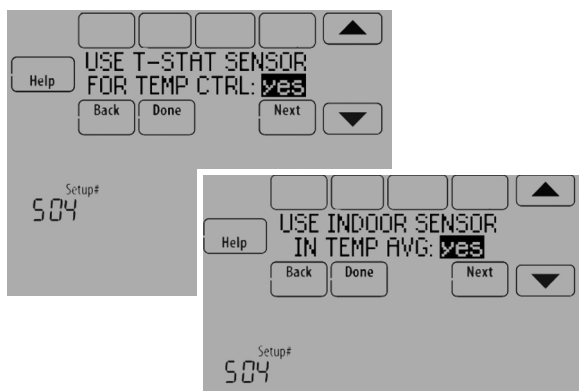 USE T-STAT SENSOR
Help
FOR TEMP CTRL: yes
Back Done Next
Setup#
504
USE INDOOR SENSOR
Help
IN TEMP AVG: yes
Back Done Next
Setup#
504